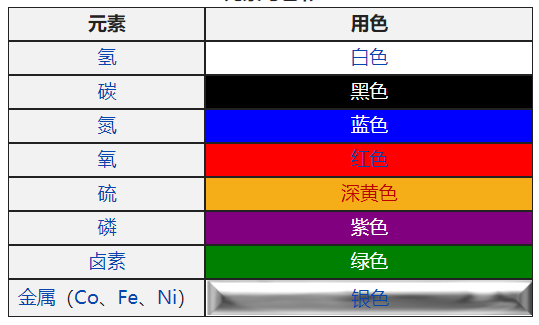 元素 用色
氢 白色
碳 黑色
氮 蓝色
氧 红色
硫 深黄色
磷 紫色
卤素 绿色
金属（Co、Fe、Ni） 银色